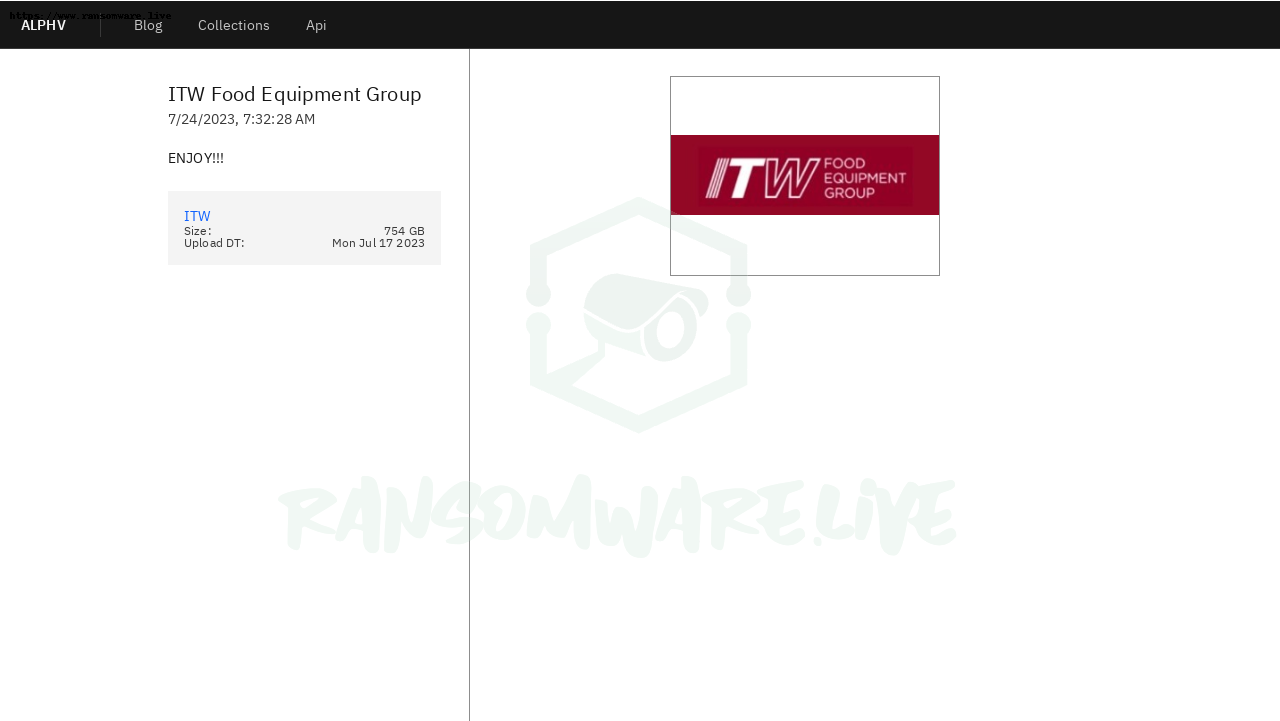 https://www.ransomware.live
ALPHV
Blog
Collections
Api
ITW Food Equipment Group
7/24/2023, 7:32:28 AM
ENJOY!!!
ITW
Size: 754 GB
Upload DT: Mon Jul 17 2023
ITW FOOD
EQUIPMENT
GROUP
RANSOMWARE.LIVE